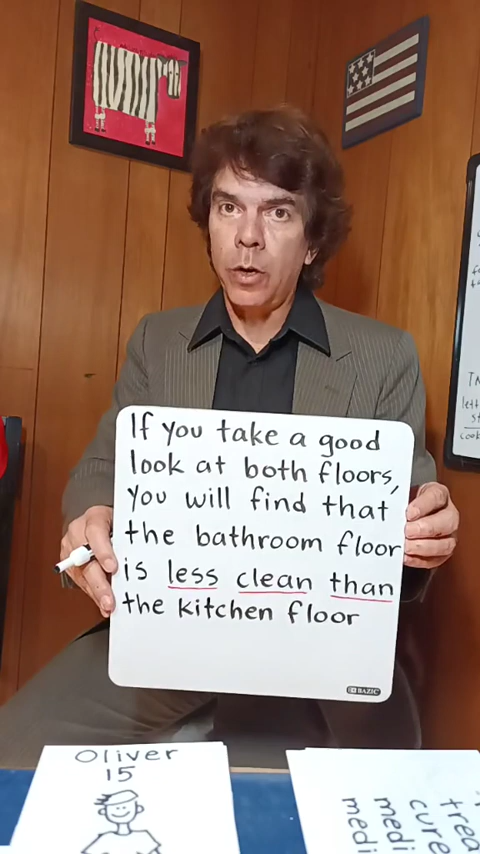 If you take a good
look at both floors,
you will find that
the bathroom floor
is less clean than
the kitchen floor
BAZIC
Oliver
15
cure
medi
medi